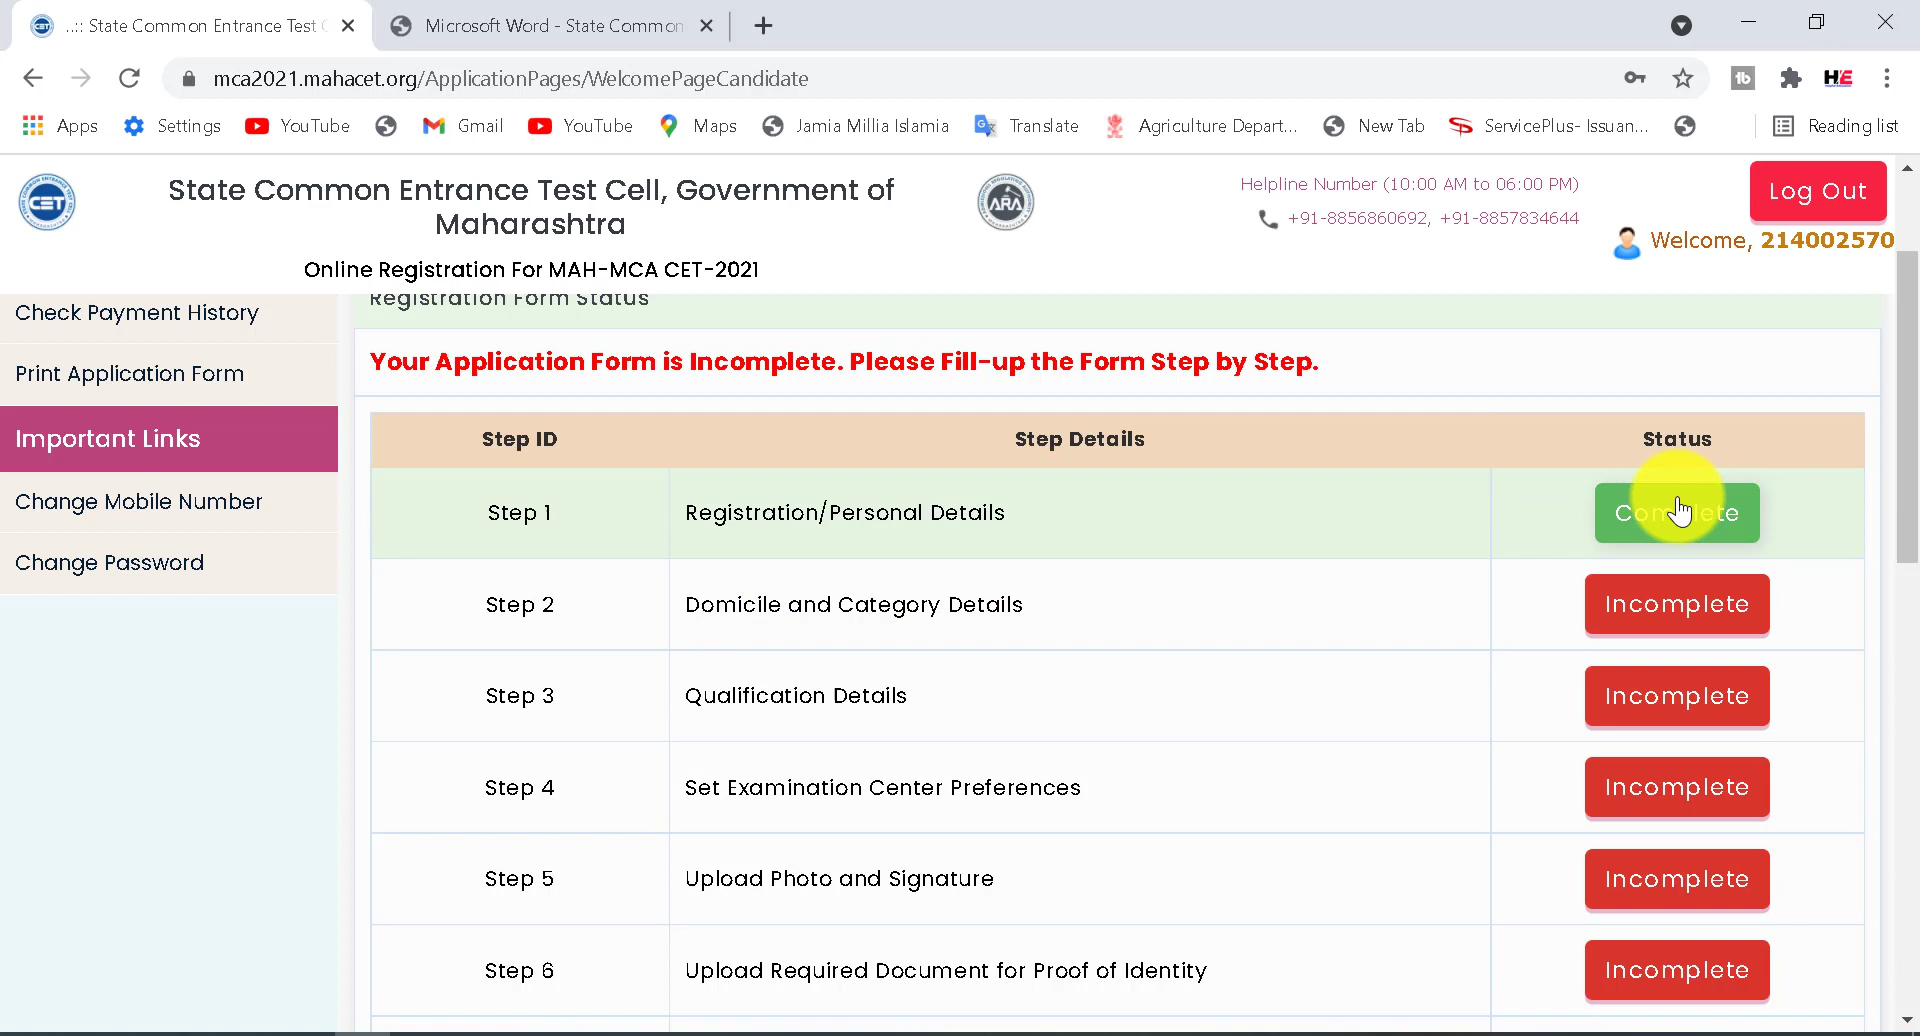 ..:: State Common Entrance Test C
Microsoft Word - State Common
mca2021.mahacet.org/ApplicationPages/WelcomePageCandidate
Apps Settings YouTube Gmail YouTube Maps Jamia Millia Islamia Translate Agriculture Depart... New Tab ServicePlus- Issuan... Reading list
CET
State Common Entrance Test Cell, Government of
Maharashtra
Online Registration For MAH-MCA CET-2021
ARA
Helpline Number (10:00 AM to 06:00 PM)
+91-8856860692, +91-8857834644
Log Out
Welcome, 214002570
Check Payment History
Print Application Form
Important Links
Change Mobile Number
Change Password
Registration Form Status
Your Application Form is Incomplete. Please Fill-up the Form Step by Step.
Step ID Step Details Status
Step 1 Registration/Personal Details Complete
Step 2 Domicile and Category Details Incomplete
Step 3 Qualification Details Incomplete
Step 4 Set Examination Center Preferences Incomplete
Step 5 Upload Photo and Signature Incomplete
Step 6 Upload Required Document for Proof of Identity Incomplete